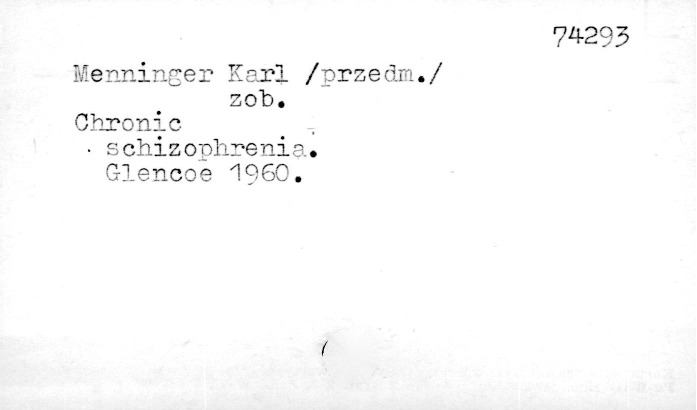 74293
Menninger Karl /przedm./
zob.
Chronic
schizophrenia.
Glencoe 1960.